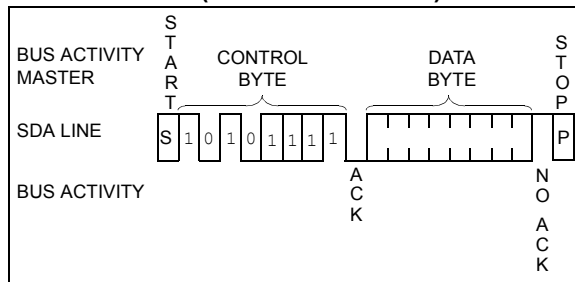 START
STOP
BUS ACTIVITY
MASTER
CONTROL
BYTE
DATA
BYTE
SDA LINE
S 1 0 1 0 1 1 1 1 P
BUS ACTIVITY
ACK
NO ACK